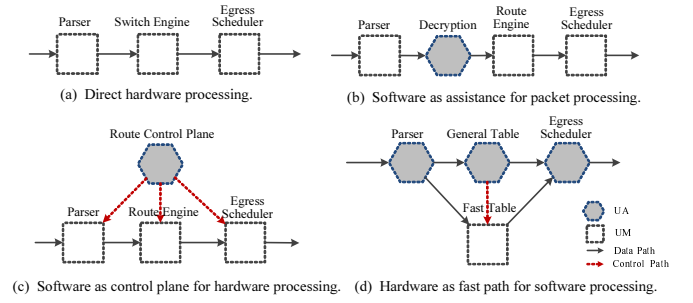 Parser Switch Engine Egress Scheduler
(a) Direct hardware processing.
Parser Decryption Route Engine Egress Scheduler
(b) Software as assistance for packet processing.
Route Control Plane
Parser Route Engine Egress Scheduler
(c) Software as control plane for hardware processing.
Parser General Table Egress Scheduler
Fast Table
UA
UM
Data Path
Control Path
(d) Hardware as fast path for software processing.